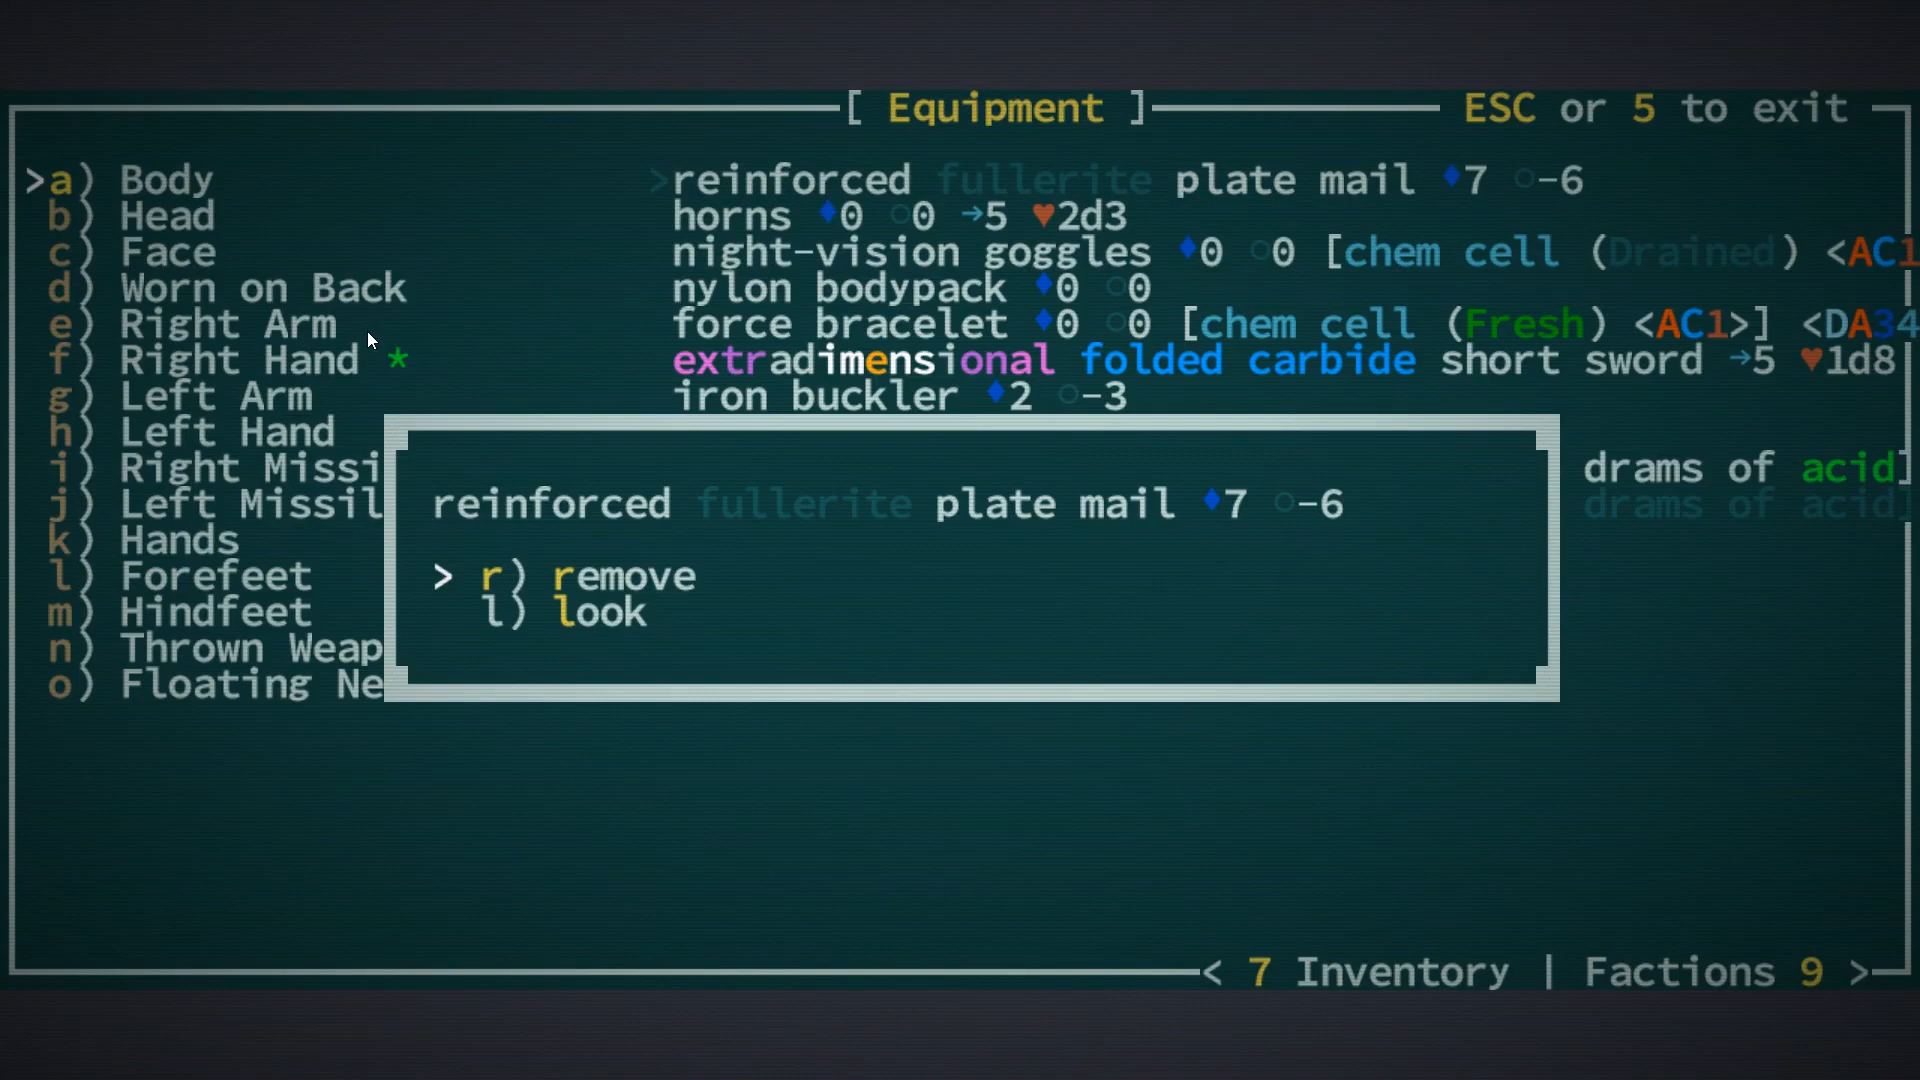 [ Equipment ] ESC or 5 to exit
>a) Body >reinforced fullerite plate mail ♦7 ○-6
b) Head horns ♦0 ○0 →5 ♥2d3
c) Face night-vision goggles ♦0 ○0 [chem cell (Drained) <AC1
d) Worn on Back nylon bodypack ♦0 ○0
e) Right Arm force bracelet ♦0 ○0 [chem cell (Fresh) <AC1>] <DA34
f) Right Hand * extradimensional folded carbide short sword →5 ♥1d8
g) Left Arm iron buckler ♦2 ○-3
h) Left Hand
i) Right Missi drams of acid]
j) Left Missil drams of acid]
k) Hands
l) Forefeet
m) Hindfeet
n) Thrown Weap
o) Floating Ne
reinforced fullerite plate mail ♦7 ○-6
> r) remove
l) look
< 7 Inventory | Factions 9 >